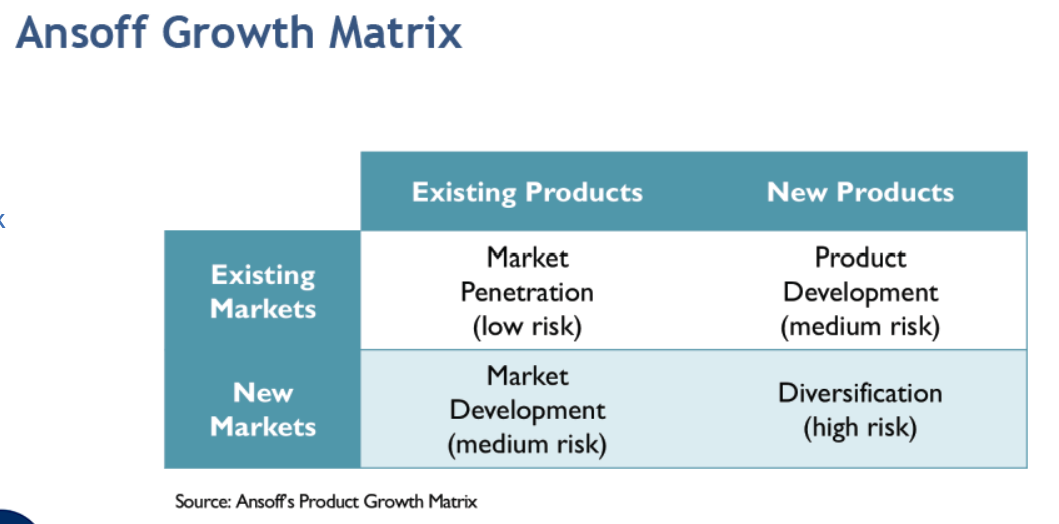 Ansoff Growth Matrix
Existing Products
New Products
Existing
Markets
Market
Penetration
(low risk)
Product
Development
(medium risk)
New
Markets
Market
Development
(medium risk)
Diversification
(high risk)
Source: Ansoff's Product Growth Matrix